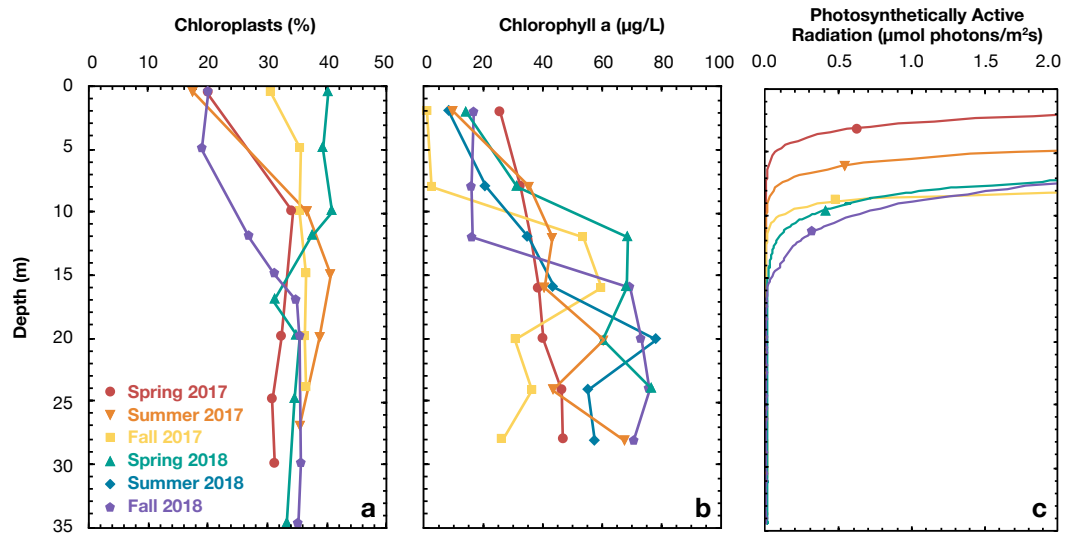 Chloroplasts (%)
Chlorophyll a (µg/L)
Photosynthetically Active
Radiation (µmol photons/m²s)
0 10 20 30 40 50
0 20 40 60 80 100
0.0 0.5 1.0 1.5 2.0
Depth (m)
0
5
10
15
20
25
30
35
Spring 2017
Summer 2017
Fall 2017
Spring 2018
Summer 2018
Fall 2018
a
b
c